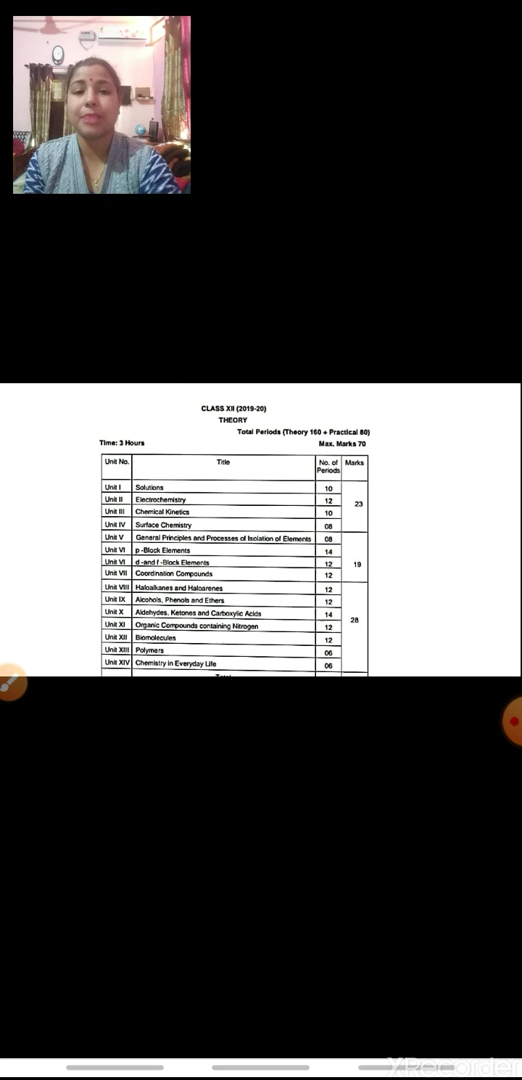 CLASS XII (2019-20)
THEORY
Total Periods (Theory 160 + Practical 80)
Time: 3 Hours Max. Marks 70
Unit No. Title No. of Periods Marks
Unit I Solutions 10 23
Unit II Electrochemistry 12
Unit III Chemical Kinetics 10
Unit IV Surface Chemistry 08
Unit V General Principles and Processes of Isolation of Elements 08 19
Unit VI p -Block Elements 14
Unit VI d -and f -Block Elements 12
Unit VII Coordination Compounds 12
Unit VIII Haloalkanes and Haloarenes 12 28
Unit IX Alcohols, Phenols and Ethers 12
Unit X Aldehydes, Ketones and Carboxylic Acids 14
Unit XI Organic Compounds containing Nitrogen 12
Unit XII Biomolecules 12
Unit XIII Polymers 06
Unit XIV Chemistry in Everyday Life 06
XRecorder